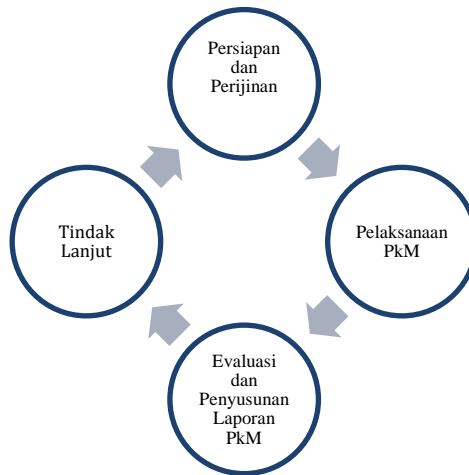 Persiapan
dan
Perijinan
Pelaksanaan
PkM
Evaluasi
dan
Penyusunan
Laporan
PkM
Tindak
Lanjut